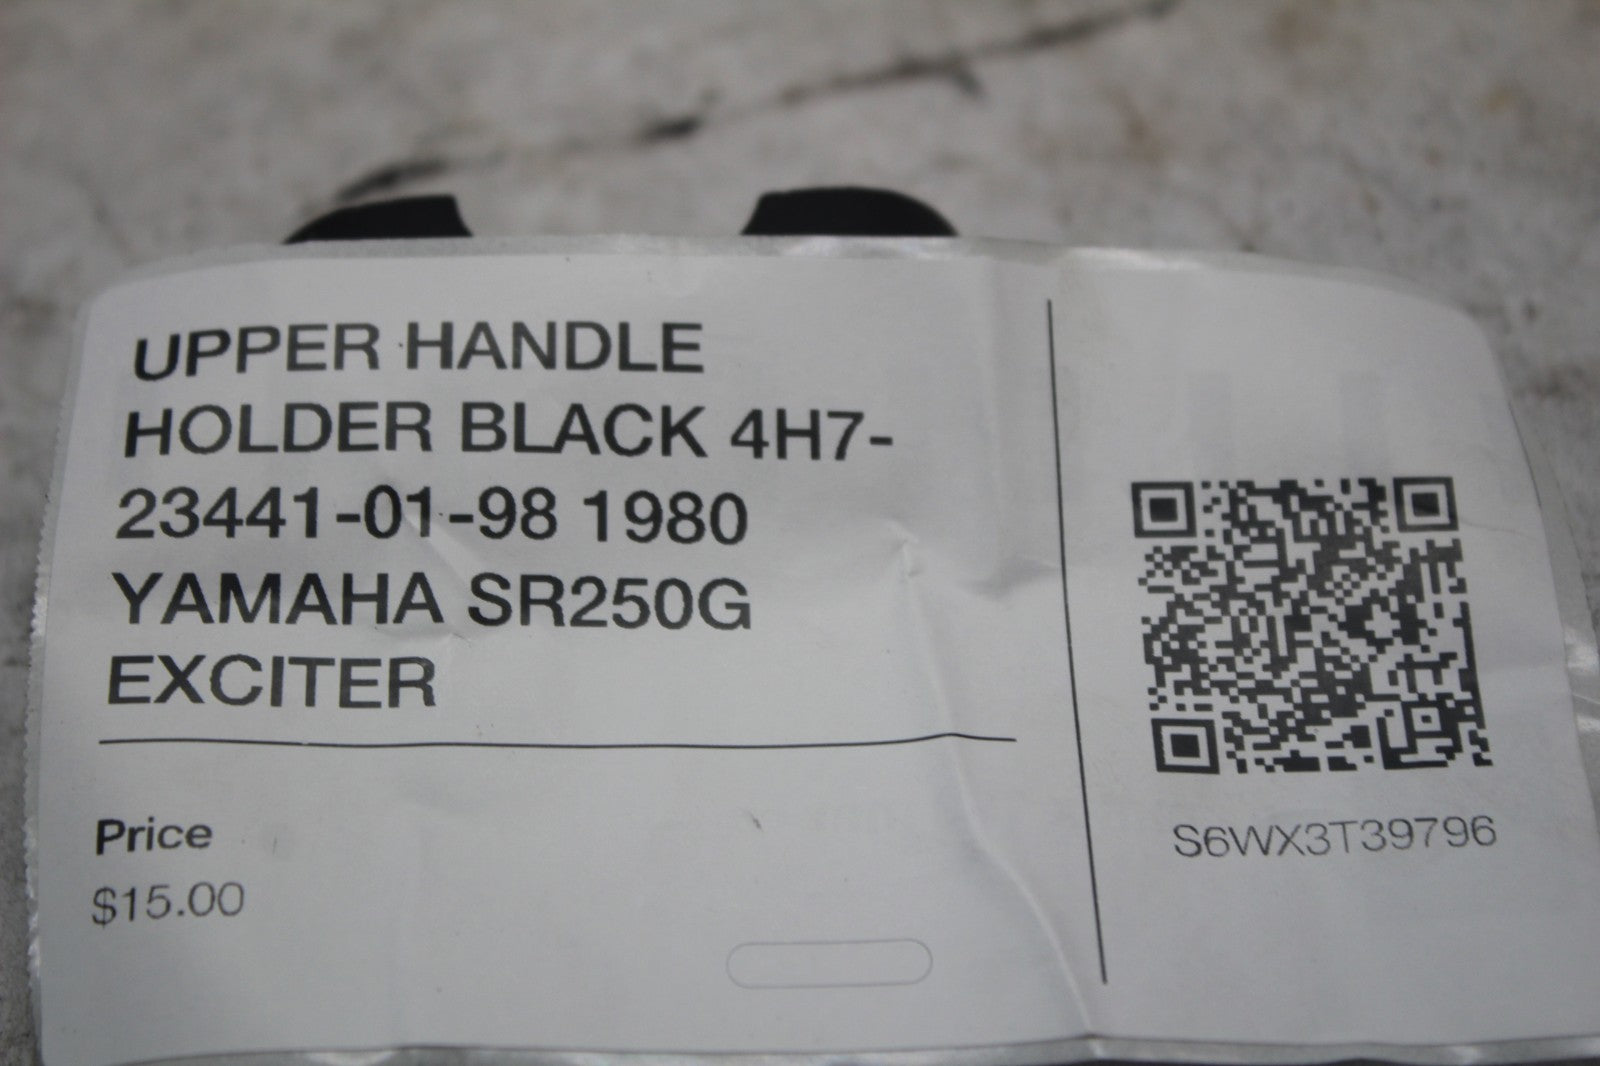 UPPER HANDLE
HOLDER BLACK 4H7-
23441-01-98 1980
YAMAHA SR250G
EXCITER
Price
$15.00
S6WX3T39796